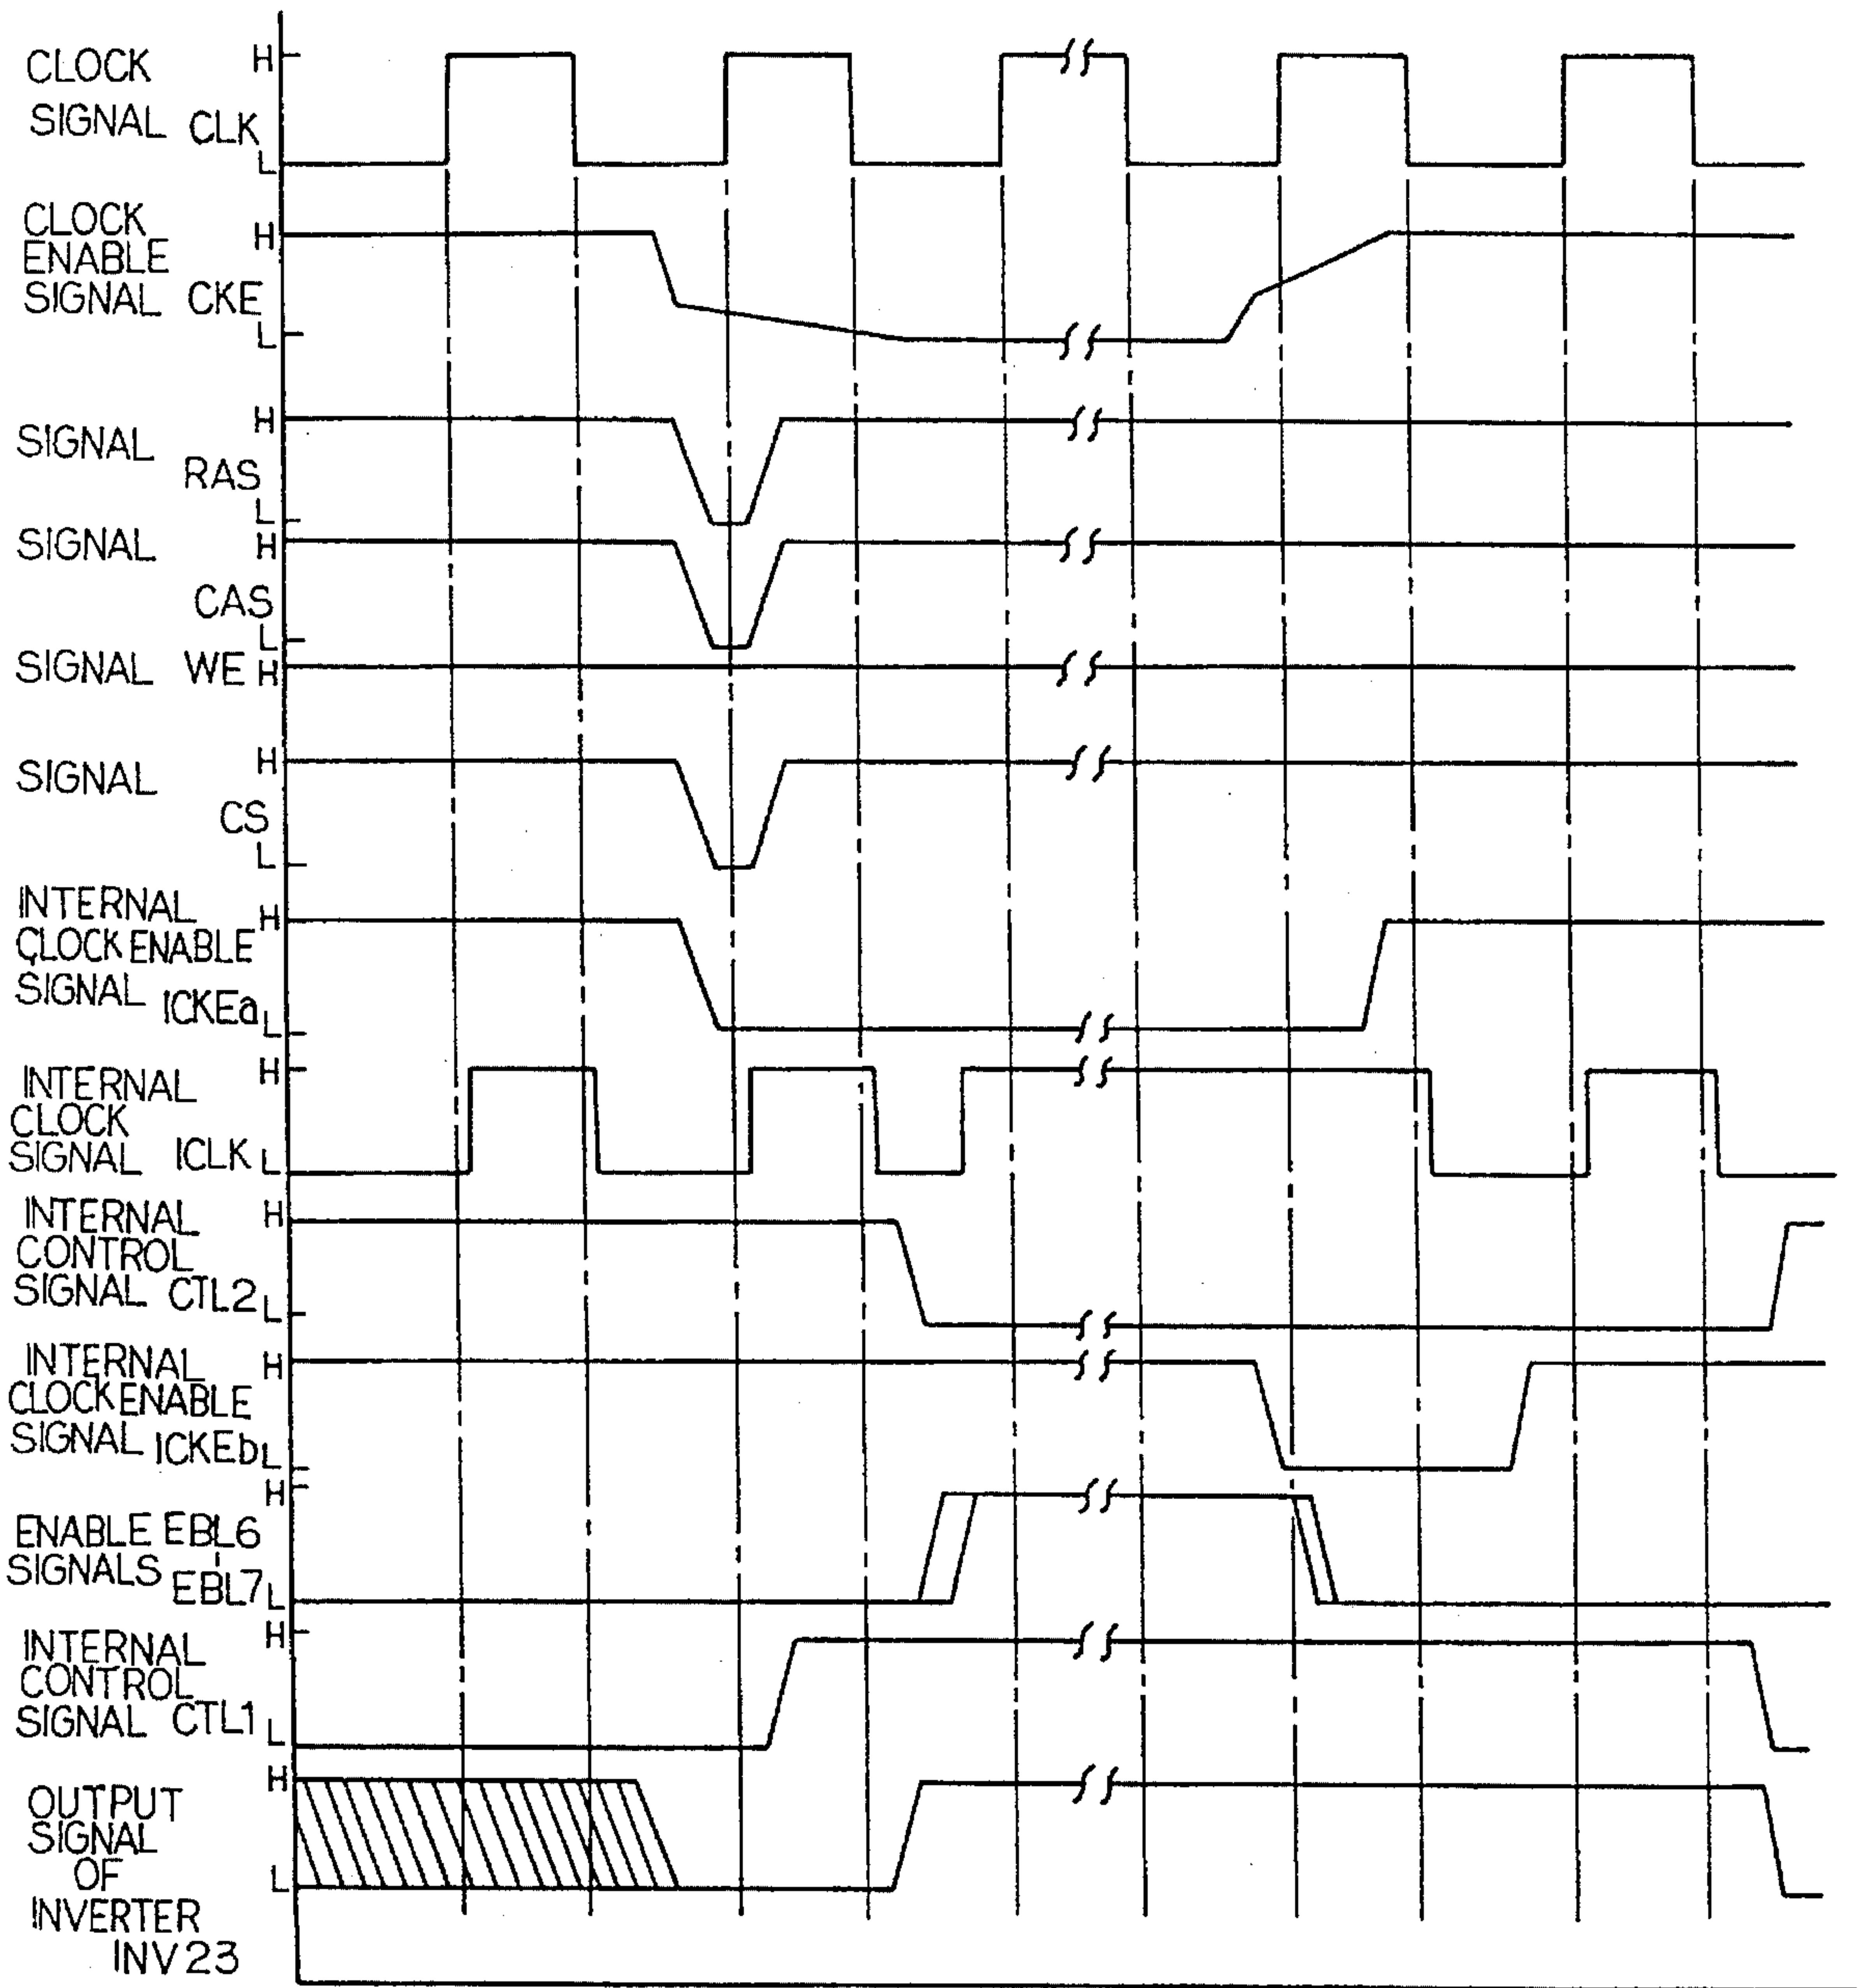 CLOCK H
SIGNAL CLK
L
CLOCK
ENABLE H
SIGNAL CKE
L
H
SIGNAL
RAS
L
SIGNAL H
CAS
L
SIGNAL WE H
SIGNAL H
CS
L
INTERNAL H
CLOCK ENABLE
SIGNAL ICKEa L
INTERNAL H
CLOCK
SIGNAL ICLK L
INTERNAL H
CONTROL
SIGNAL CTL2 L
INTERNAL H
CLOCK ENABLE
SIGNAL ICKEb L
H
ENABLE EBL6
SIGNALS EBL7 L
INTERNAL H
CONTROL
SIGNAL CTL1 L
H
OUTPUT
SIGNAL
OF L
INVERTER
INV23